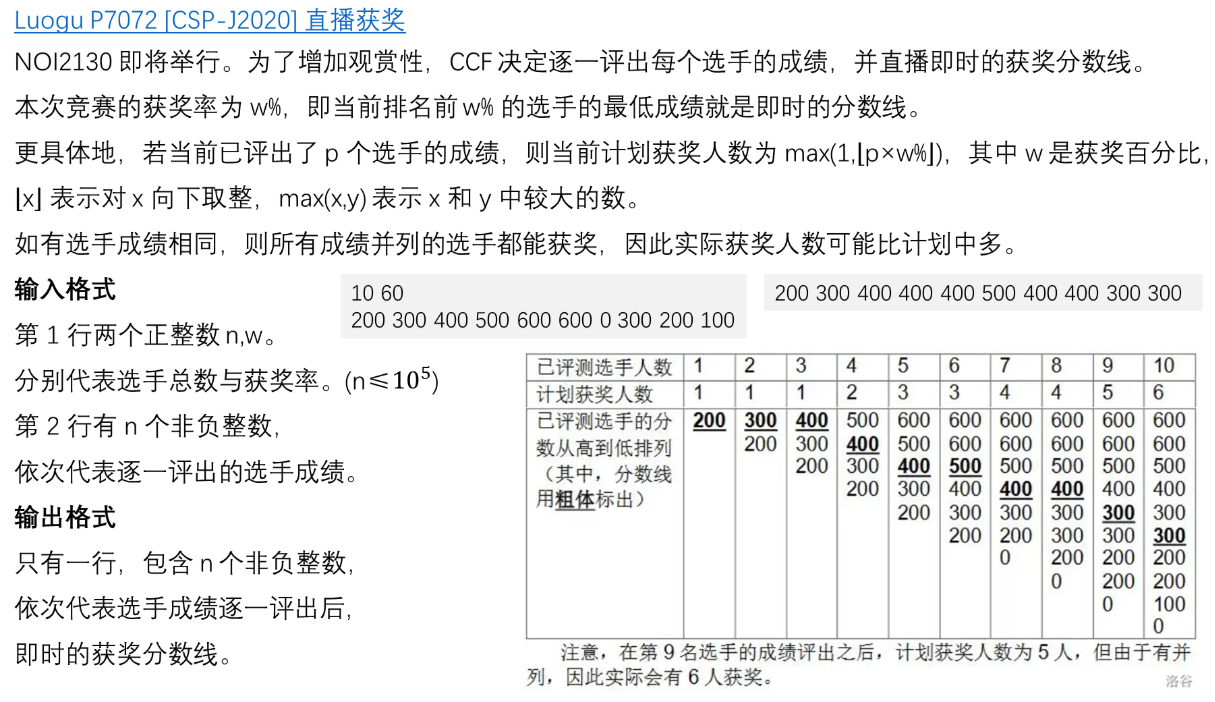 Luogu P7072 [CSP-J2020] 直播获奖
NOI2130 即将举行。为了增加观赏性，CCF 决定逐一评出每个选手的成绩，并直播即时的获奖分数线。
本次竞赛的获奖率为 w%，即当前排名前 w% 的选手的最低成绩就是即时的分数线。
更具体地，若当前已评出了 p 个选手的成绩，则当前计划获奖人数为 max(1,⌊p×w%⌋)，其中 w 是获奖百分比，
⌊x⌋ 表示对 x 向下取整，max(x,y) 表示 x 和 y 中较大的数。
如有选手成绩相同，则所有成绩并列的选手都能获奖，因此实际获奖人数可能比计划中多。
输入格式
第 1 行两个正整数 n,w。
分别代表选手总数与获奖率。(n⩽10⁵)
第 2 行有 n 个非负整数，
依次代表逐一评出的选手成绩。
输出格式
只有一行，包含 n 个非负整数，
依次代表选手成绩逐一评出后，
即时的获奖分数线。
10 60
200 300 400 500 600 600 0 300 200 100
200 300 400 400 400 500 400 400 300 300
已评测选手人数 1 2 3 4 5 6 7 8 9 10
计划获奖人数 1 1 1 2 3 3 4 4 5 6
已评测选手的分 200 300 400 500 600 600 600 600 600 600
数从高到低排列 200 300 400 500 600 600 600 600 600
（其中，分数线 200 300 400 500 500 500 500 500
用粗体标出） 200 300 400 400 400 400 400
200 300 300 300 300 300
200 200 300 300 300
0 200 200 200
0 200 200
0 100
0
注意，在第 9 名选手的成绩评出之后，计划获奖人数为 5 人，但由于有并
列，因此实际会有 6 人获奖。
洛谷